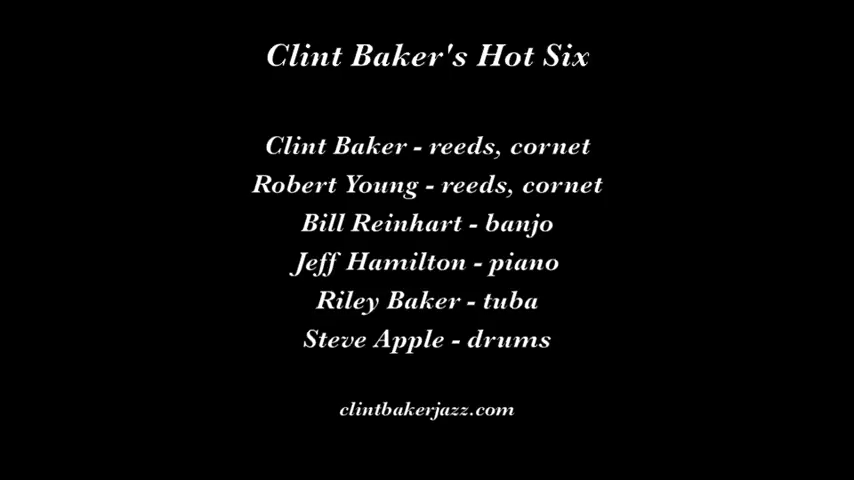 Clint Baker's Hot Six
Clint Baker - reeds, cornet
Robert Young - reeds, cornet
Bill Reinhart - banjo
Jeff Hamilton - piano
Riley Baker - tuba
Steve Apple - drums
clintbakerjazz.com